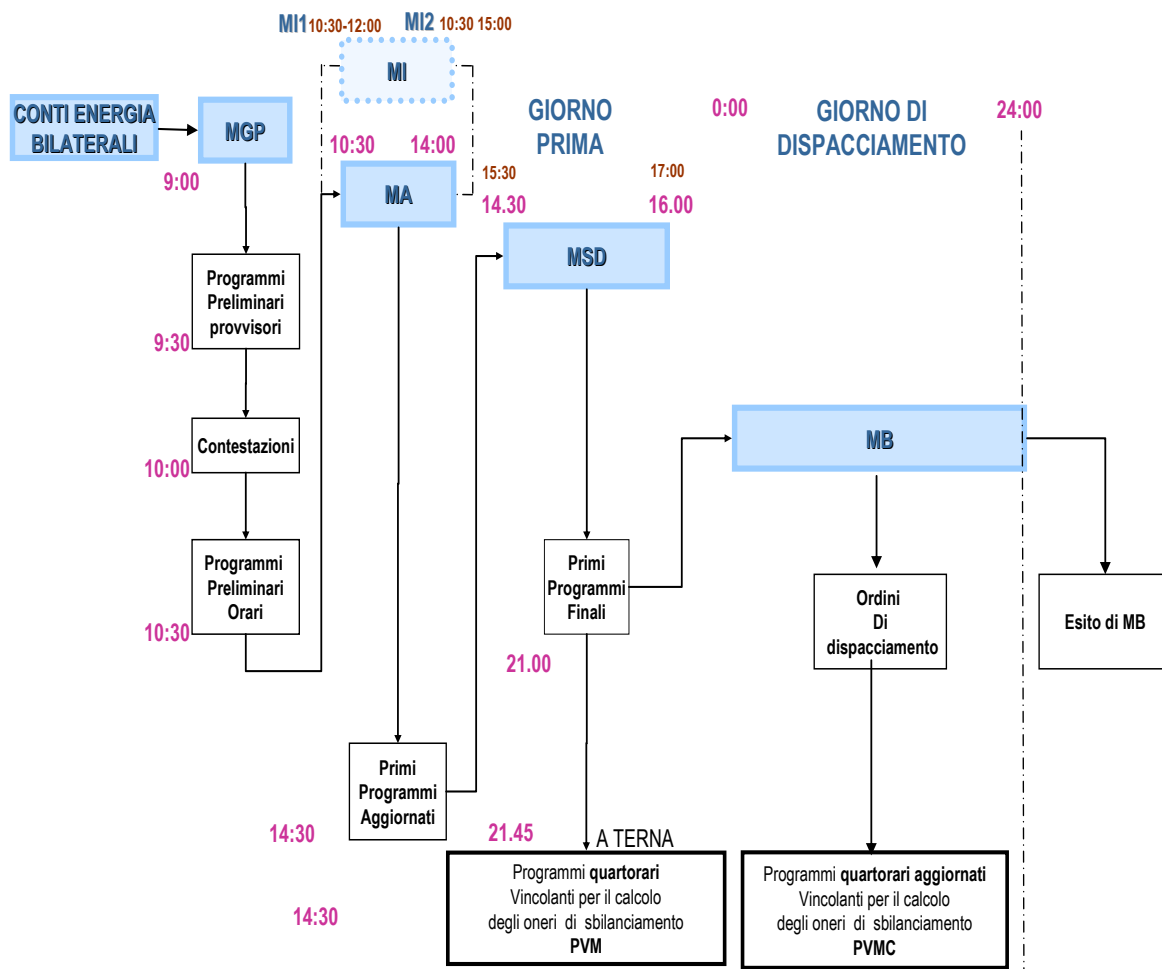 MI1 10:30-12:00
MI2 10:30 15:00
MI
CONTI ENERGIA
BILATERALI
MGP
9:00
10:30
14:00
MA
GIORNO
PRIMA
0:00
GIORNO DI
DISPACCIAMENTO
24:00
15:30
17:00
14.30
16.00
MSD
Programmi
Preliminari
provvisori
9:30
Contestazioni
10:00
Programmi
Preliminari
Orari
10:30
MB
Primi
Programmi
Finali
21.00
Ordini
Di
dispacciamento
Esito di MB
Primi
Programmi
Aggiornati
14:30
21.45
A TERNA
Programmi quartorari
Vincolanti per il calcolo
degli oneri di sbilanciamento
PVM
Programmi quartorari aggiornati
Vincolanti per il calcolo
degli oneri di sbilanciamento
PVMC
14:30